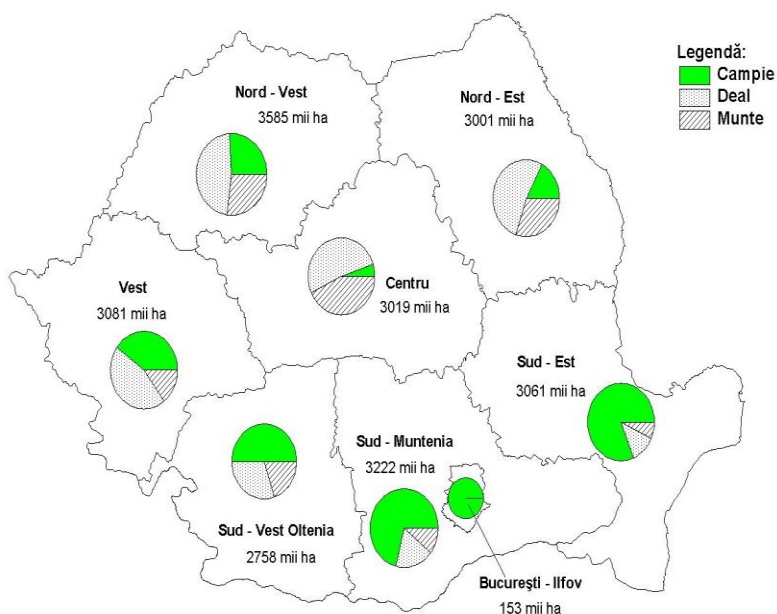 Legendă:
Campie
Deal
Munte
Nord - Vest
3585 mii ha
Nord - Est
3001 mii ha
Vest
3081 mii ha
Centru
3019 mii ha
Sud - Est
3061 mii ha
Sud - Muntenia
3222 mii ha
Sud - Vest Oltenia
2758 mii ha
Bucureşti - Ilfov
153 mii ha